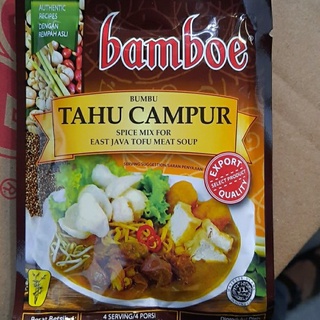 AUTHENTIC
RECIPES
DENGAN
REMPAH ASLI
bamboe
BUMBU
TAHU CAMPUR
SPICE MIX FOR
EAST JAVA TOFU MEAT SOUP
EXPORT
SELECT PRODUCT
QUALITY
4 SERVING/4 PORSI